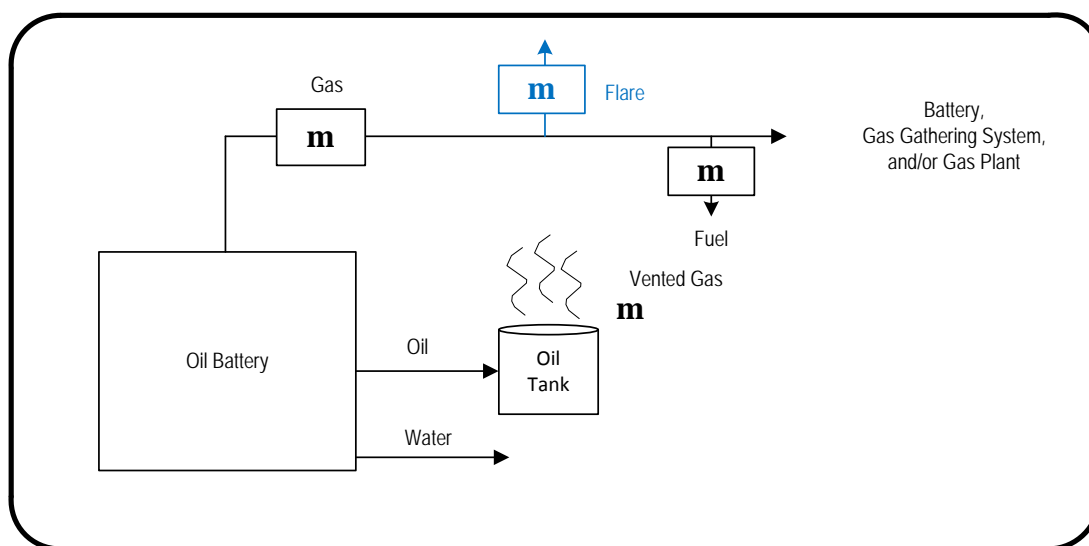 Gas
m
m
Flare
Battery,
Gas Gathering System,
and/or Gas Plant
m
Fuel
Vented Gas
m
Oil Battery
Oil
Oil
Tank
Water